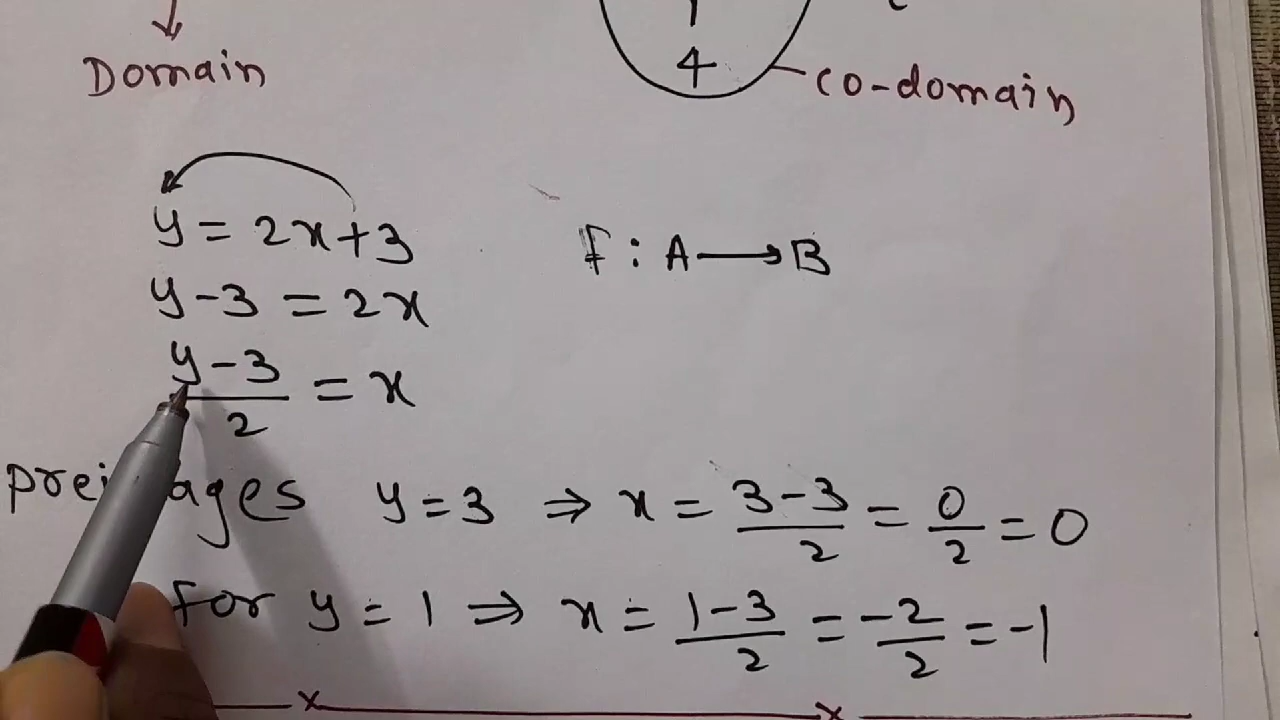 1
4
Domain
co-domain
y = 2x+3
F : A → B
y-3 = 2x
y-3/2 = x
y = 3 ⇒ x = 3-3/2 = 0/2 = 0
For y = 1 ⇒ x = 1-3/2 = -2/2 = -1